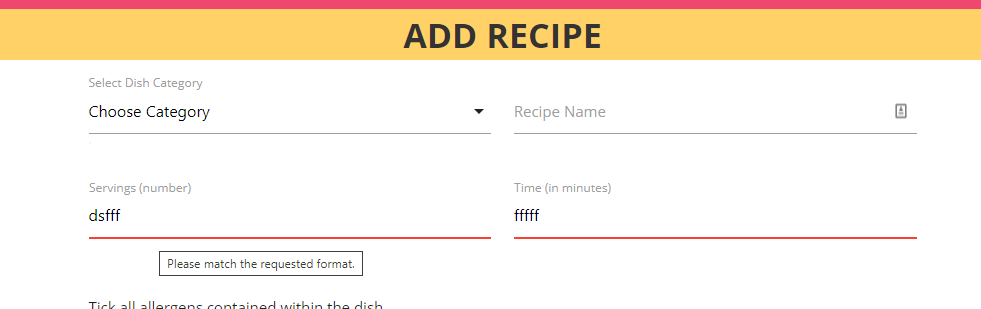 ADD RECIPE
Select Dish Category
Choose Category
Recipe Name
Servings (number)
Time (in minutes)
dsfff
fffff
Please match the requested format.
Tick all allergens contained within the dish